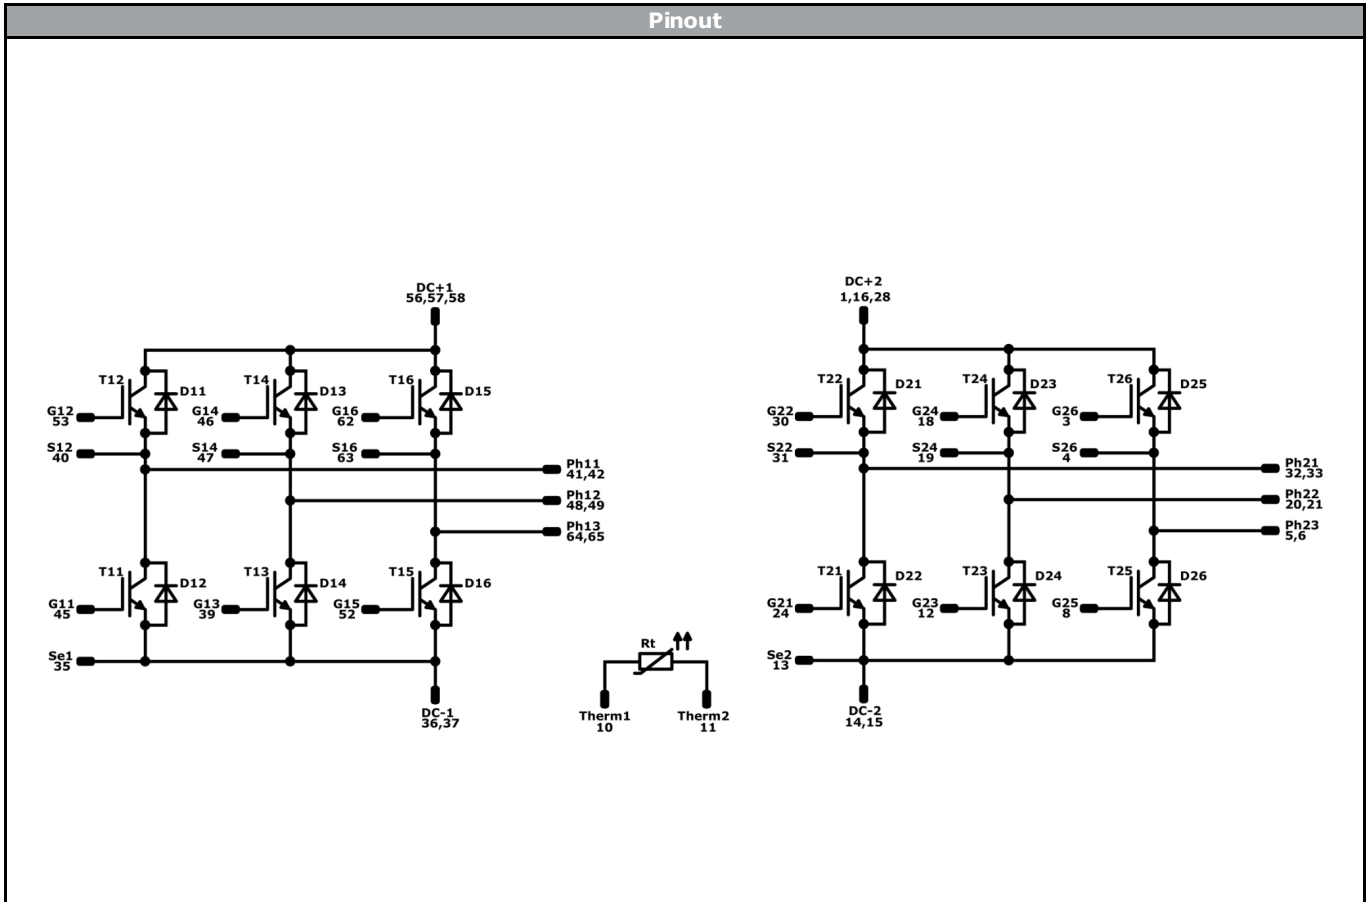 Pinout
DC+1
56,57,58
DC+2
1,16,28
T12
D11
T14
D13
T16
D15
T22
D21
T24
D23
T26
D25
G12
53
G14
46
G16
62
G22
30
G24
18
G26
3
S12
40
S14
47
S16
63
S22
31
S24
19
S26
4
Ph11
41,42
Ph12
48,49
Ph13
64,65
Ph21
32,33
Ph22
20,21
Ph23
5,6
T11
D12
T13
D14
T15
D16
T21
D22
T23
D24
T25
D26
G11
45
G13
39
G15
52
G21
24
G23
12
G25
8
Se1
35
Rt
Se2
13
DC-1
36,37
Therm1
10
Therm2
11
DC-2
14,15